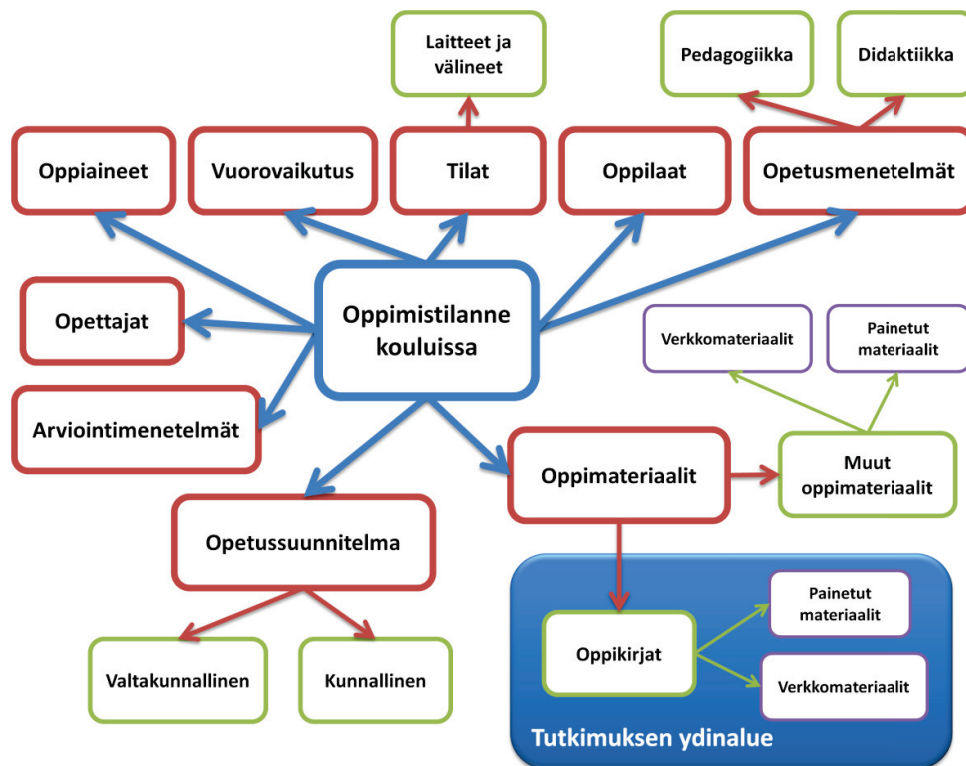 Laitteet ja
välineet
Pedagogiikka
Didaktiikka
Oppiaineet
Vuorovaikutus
Tilat
Oppilaat
Opetusmenetelmät
Opettajat
Oppimistilanne
kouluissa
Verkkomateriaalit
Painetut
materiaalit
Arviointimenetelmät
Oppimateriaalit
Muut
oppimateriaalit
Opetussuunnitelma
Valtakunnallinen
Kunnallinen
Oppikirjat
Painetut
materiaalit
Verkkomateriaalit
Tutkimuksen ydinalue